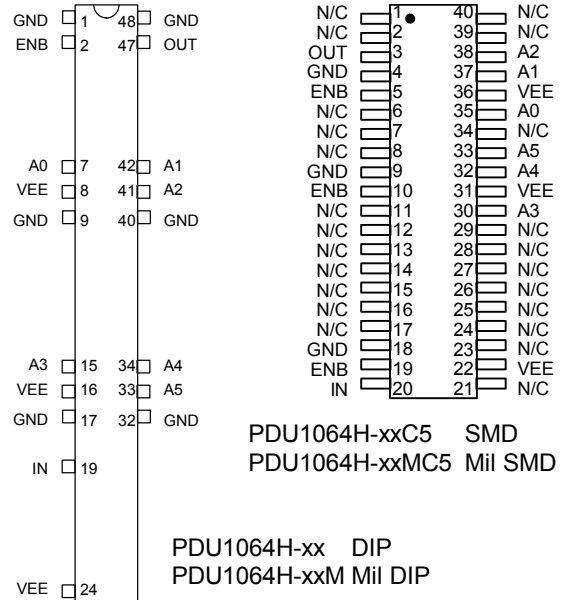 GND 1 48 GND
ENB 2 47 OUT
A0 7 42 A1
VEE 8 41 A2
GND 9 40 GND
A3 15 34 A4
VEE 16 33 A5
GND 17 32 GND
IN 19
VEE 24
N/C 1 40 N/C
N/C 2 39 N/C
OUT 3 38 A2
GND 4 37 A1
ENB 5 36 VEE
N/C 6 35 A0
N/C 7 34 N/C
N/C 8 33 A5
GND 9 32 A4
ENB 10 31 VEE
N/C 11 30 A3
N/C 12 29 N/C
N/C 13 28 N/C
N/C 14 27 N/C
N/C 15 26 N/C
N/C 16 25 N/C
N/C 17 24 N/C
GND 18 23 N/C
ENB 19 22 VEE
IN 20 21 N/C
PDU1064H-xxC5 SMD
PDU1064H-xxMC5 Mil SMD
PDU1064H-xx DIP
PDU1064H-xxM Mil DIP